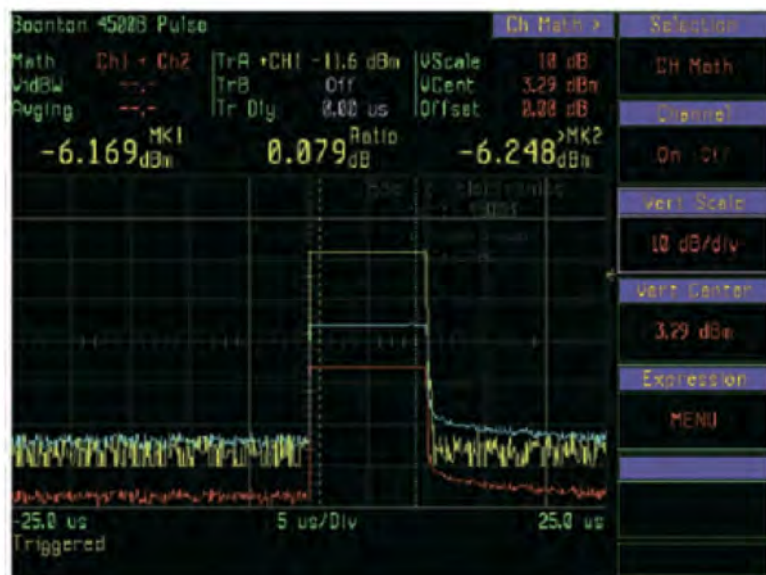 Boonton 4500B Pulse
Ch Math >
Selection
Math Ch1 + Ch2
TrA +CH1 -11.6 dBm
VScale 10 dB
CH Math
VidBW --.-
TrB Off
VCent 3.29 dBm
Avging --.-
Tr Dly 0.00 us
Offset 0.00 dB
Channel
MK1
Ratio
>MK2
-6.169 dBm
0.079 dB
-6.248 dBm
On Off
Vert Scale
10 dB/div
Vert Center
3.29 dBm
Expression
MENU
-25.0 us
5 us/Div
25.0 us
Triggered